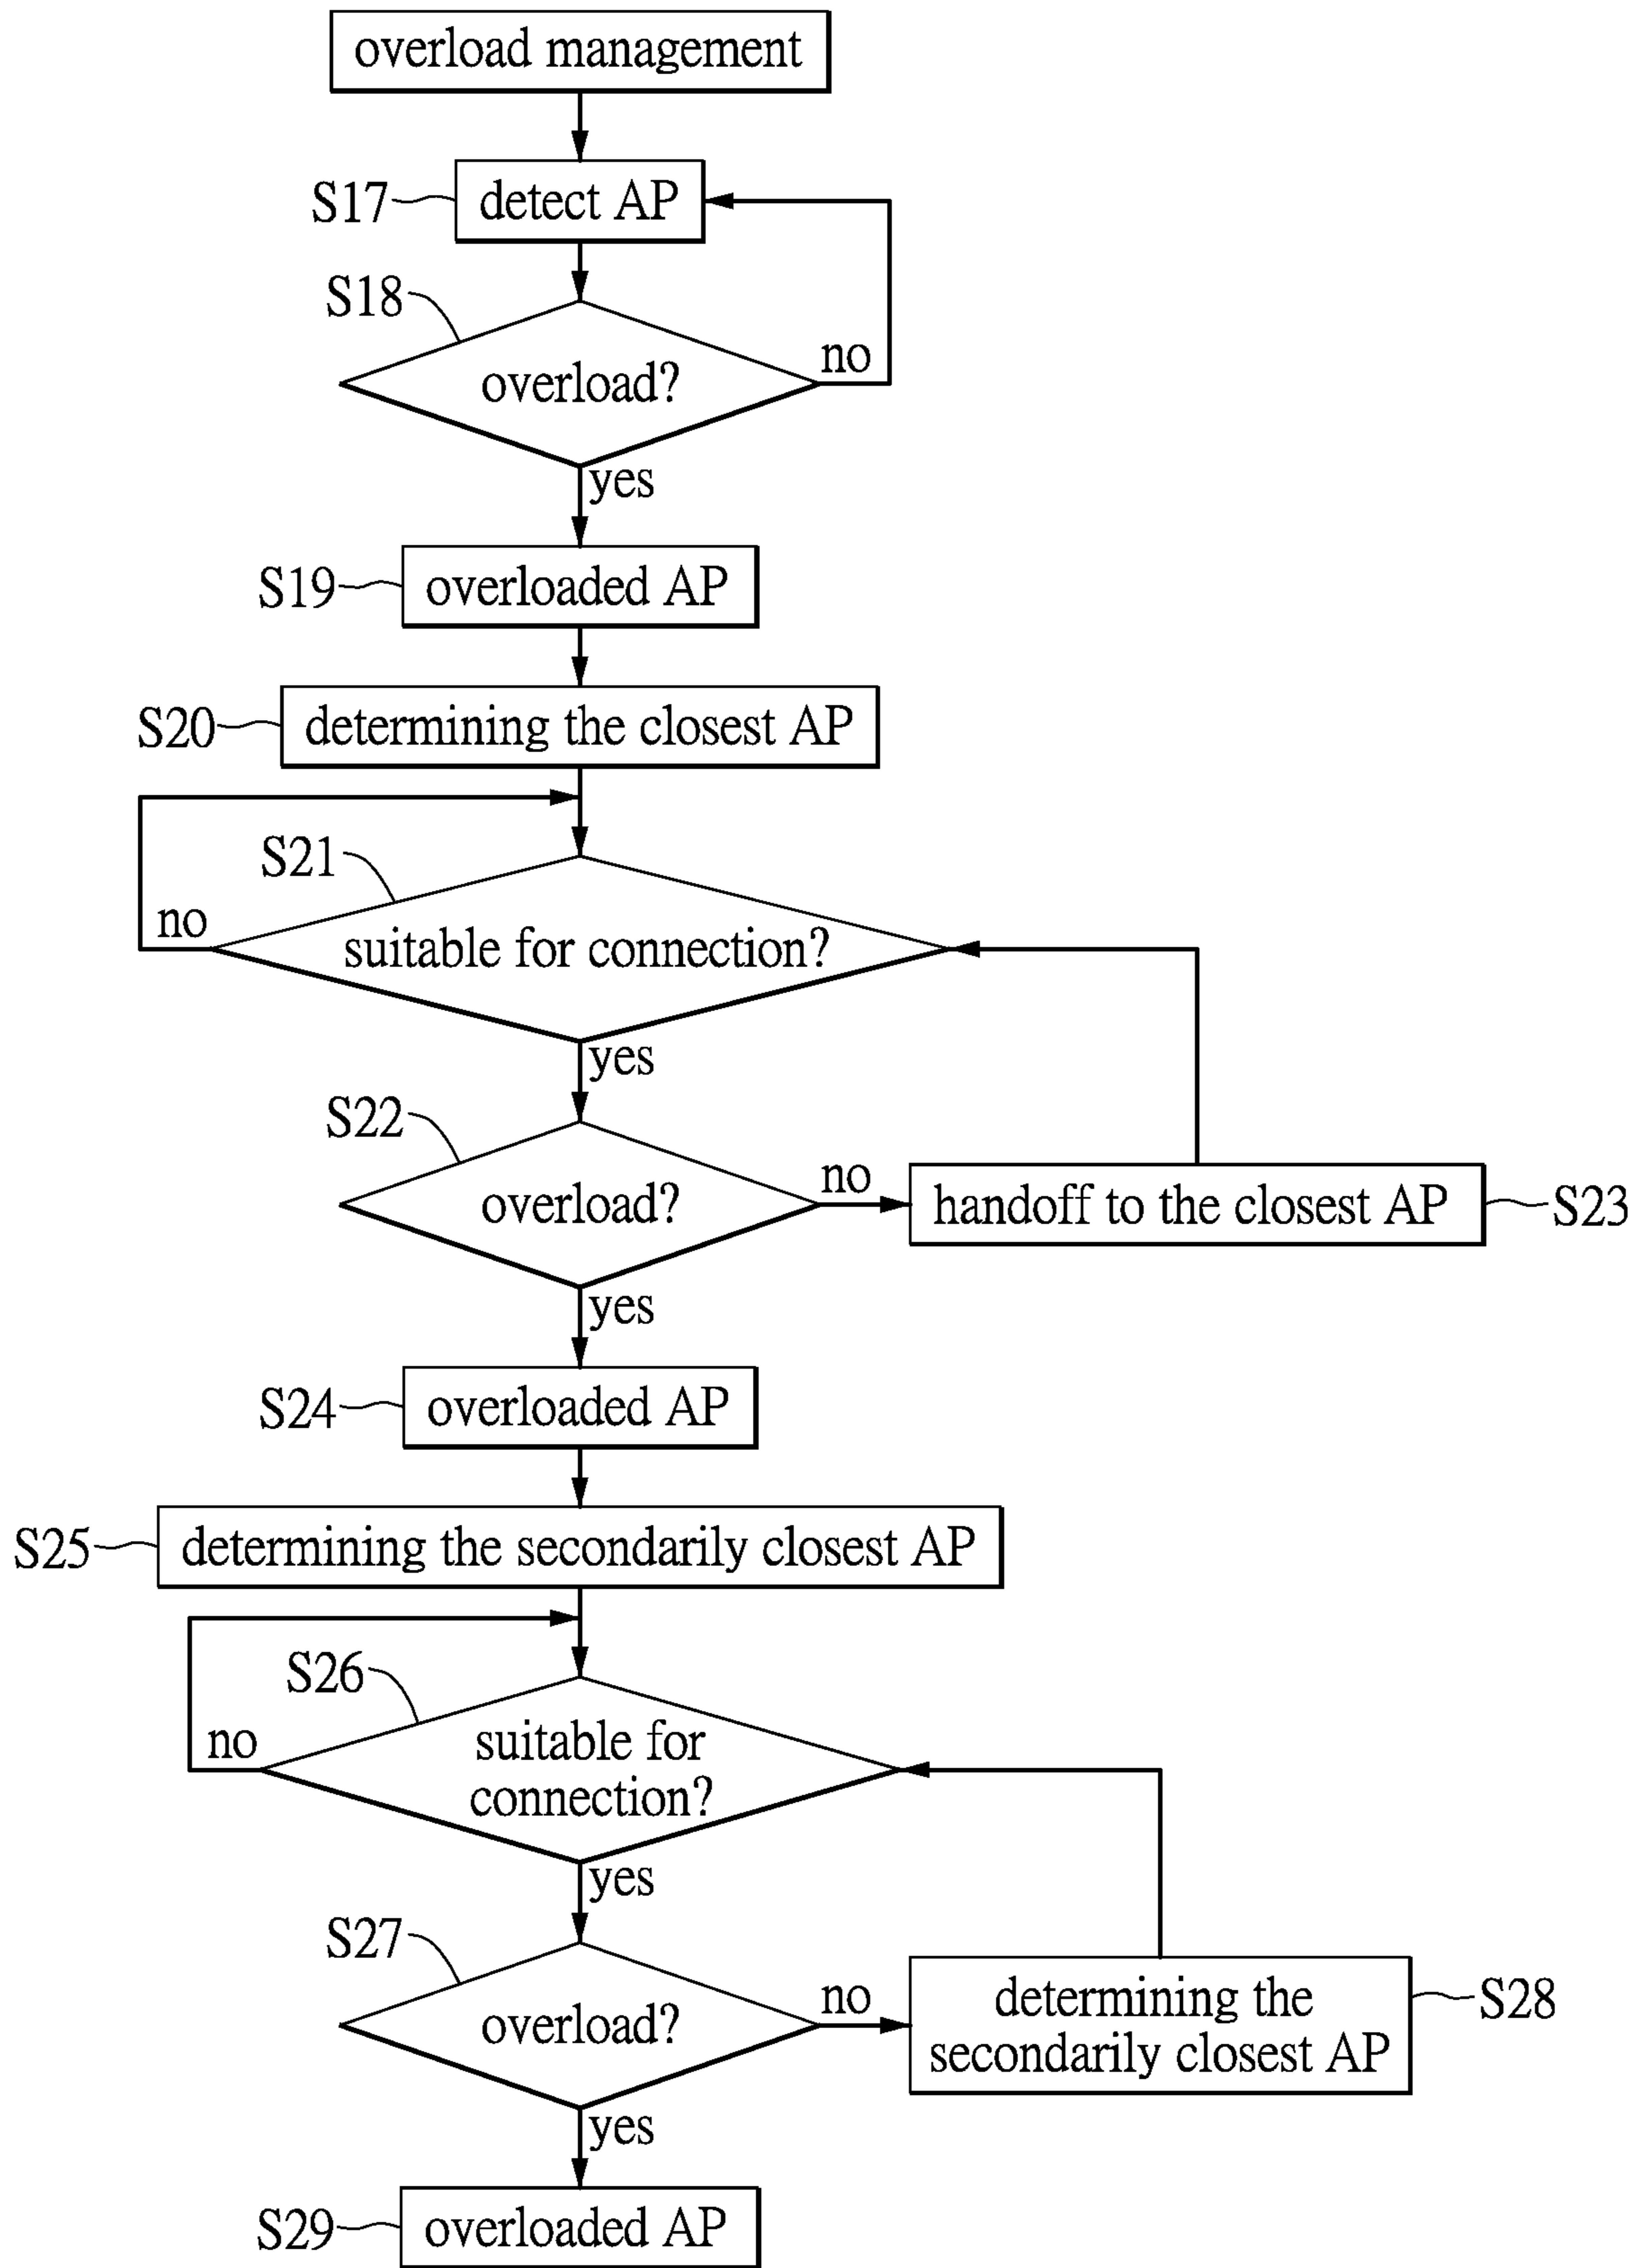 overload management
S17
detect AP
S18
overload?
no
yes
S19
overloaded AP
S20
determining the closest AP
S21
no
suitable for connection?
yes
S22
overload?
no
handoff to the closest AP
S23
yes
S24
overloaded AP
S25
determining the secondarily closest AP
S26
no
suitable for
connection?
yes
S27
overload?
no
determining the
secondarily closest AP
S28
yes
S29
overloaded AP